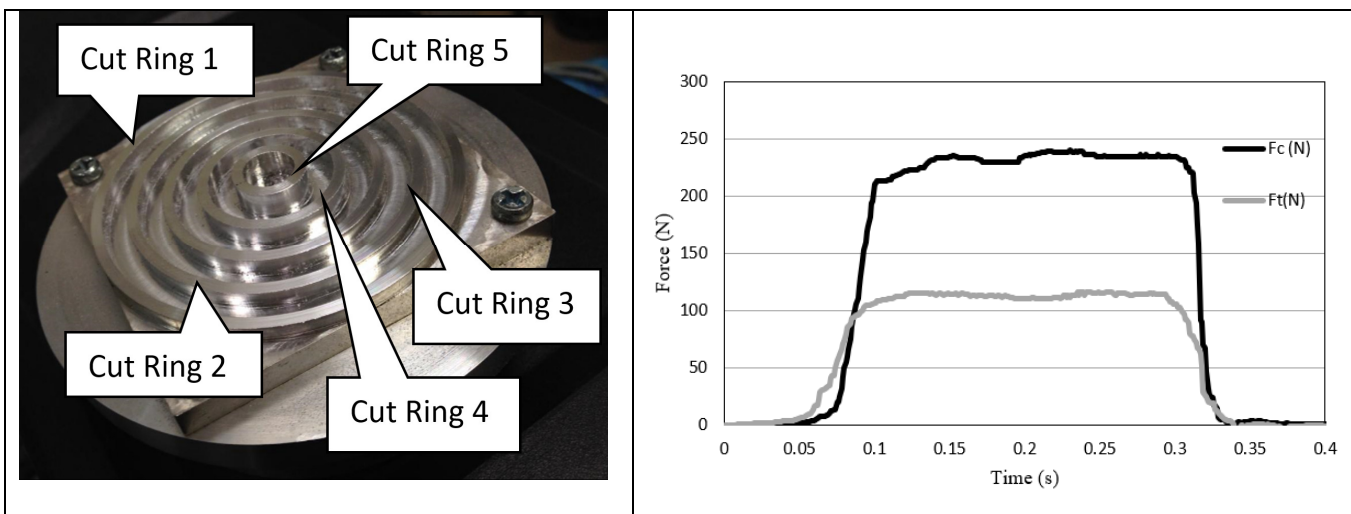 Cut Ring 1
Cut Ring 5
Cut Ring 3
Cut Ring 2
Cut Ring 4
300
250
200
150
100
50
0
Force (N)
Fc (N)
Ft(N)
0 0.05 0.1 0.15 0.2 0.25 0.3 0.35 0.4
Time (s)